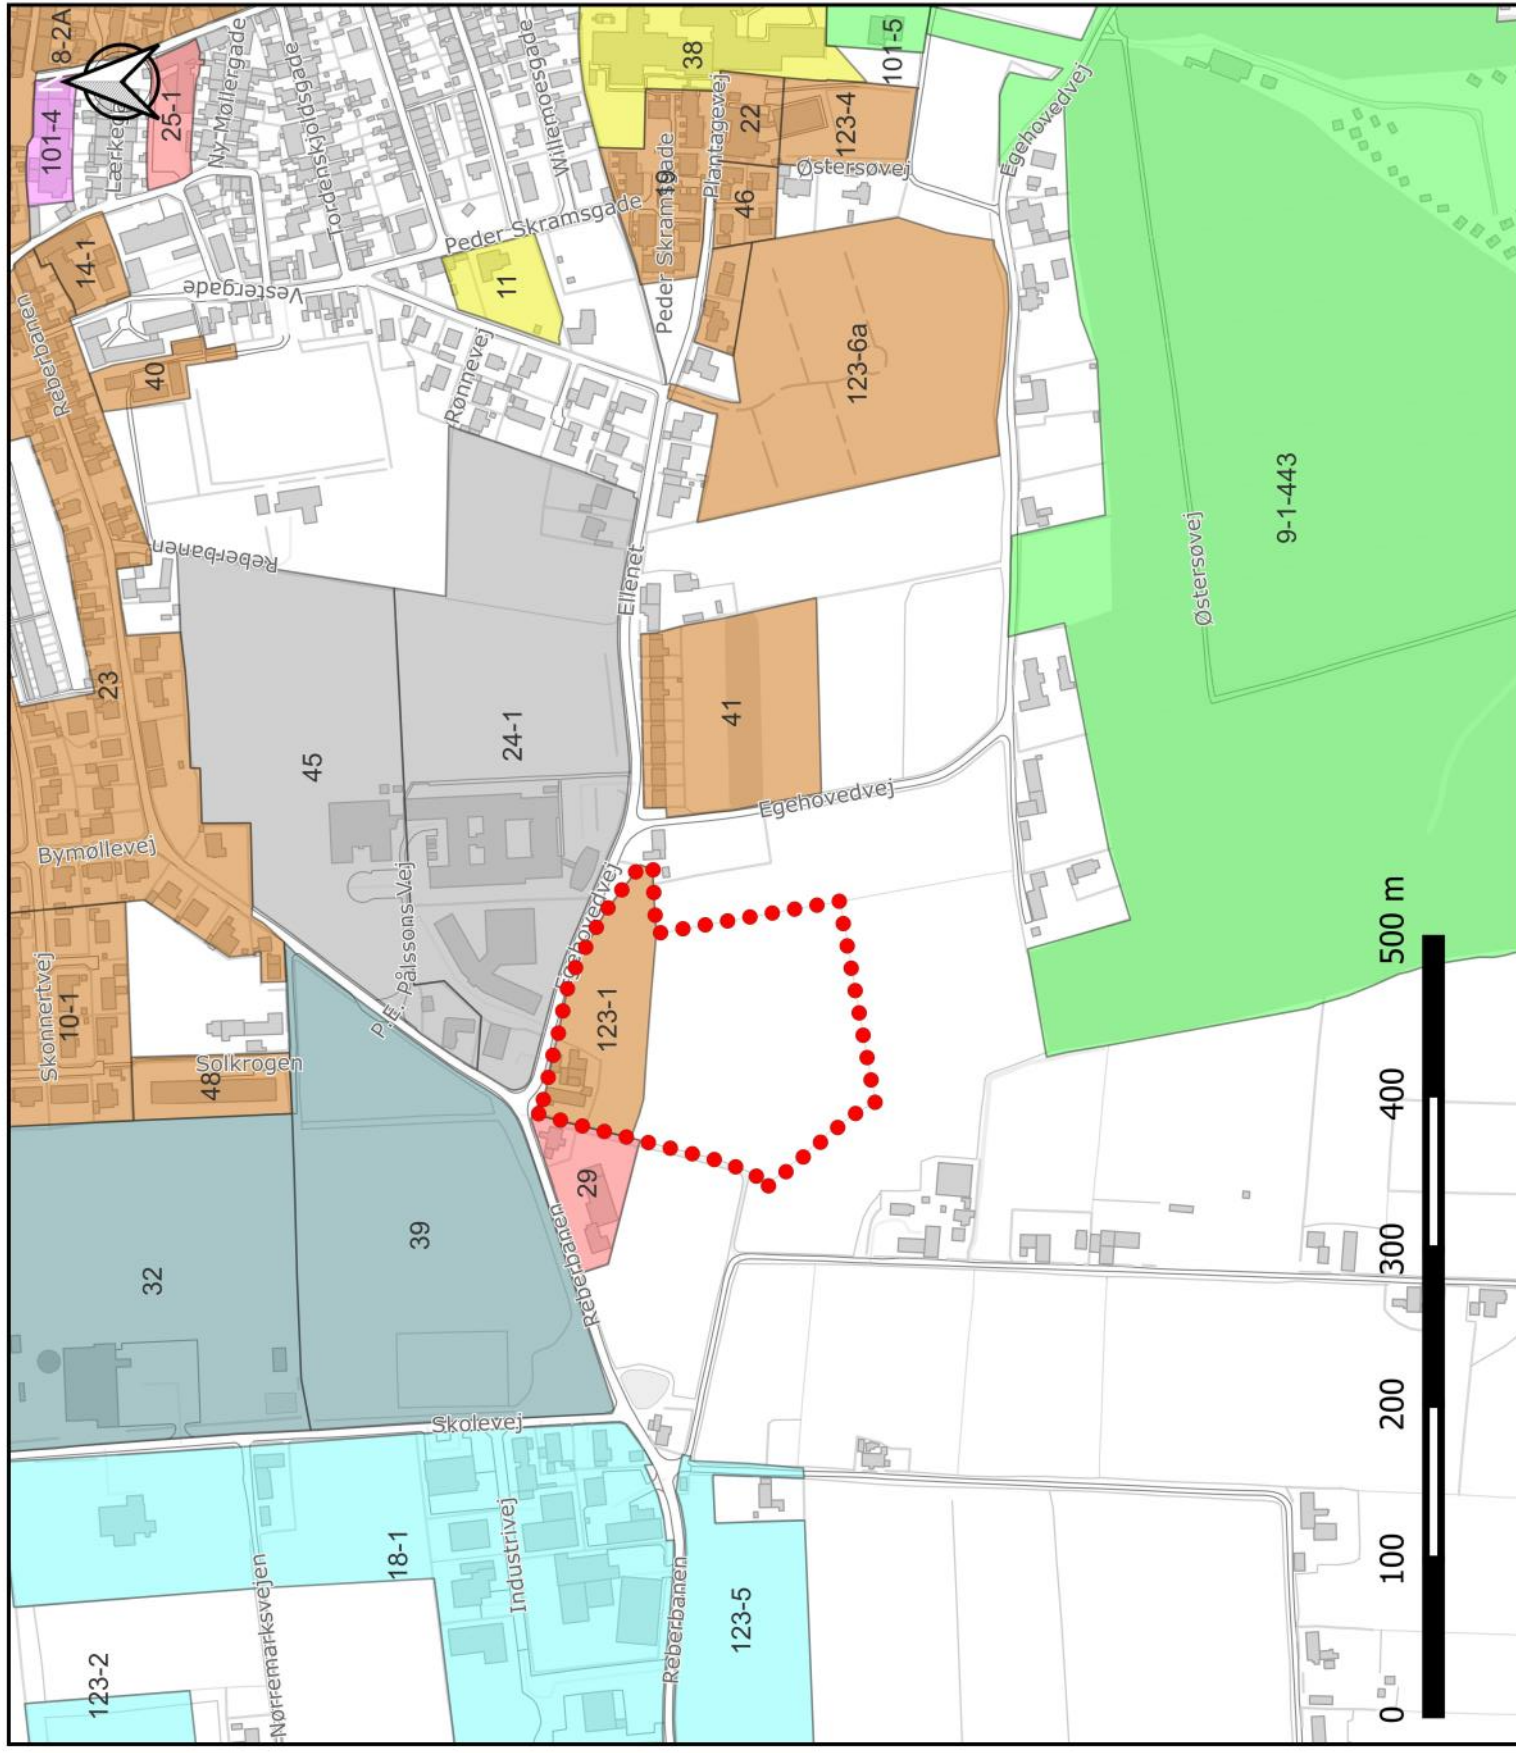 101-4
N
8-2A
25-1
Ny Møllergade
Tordenskjoldsgade
Willemoesgade
38
101-5
14-1
Reberbanen
Vestergade
Peder Skramsgade
11
Peder Skramsgade
19
Plantagevej
22
46
123-4
Østersøvej
Egehovedvej
40
Rønnevej
123-6a
9-1-443
Østersøvej
23
Reberbanen
Ellenet
45
24-1
41
Egehovedvej
Bymøllevej
Skonnertvej
10-1
48
Solkrogen
P.E. Pålssons Vej
Egehovedvej
123-1
29
Reberbanen
32
39
Skolevej
18-1
Industrivej
Nørremarksvejen
123-2
Reberbanen
123-5
0 100 200 300 400 500 m